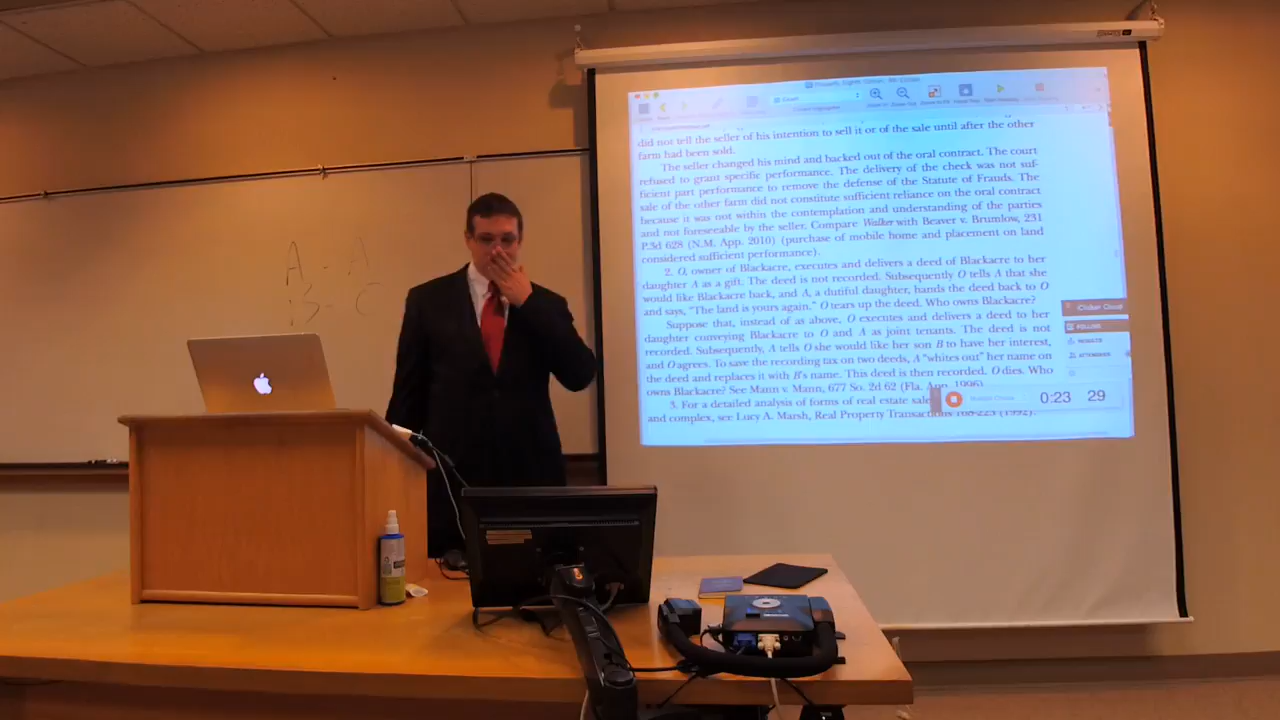 did not tell the seller of his intention to sell it or of the sale until after the other
farm had been sold.
The seller changed his mind and backed out of the oral contract. The court
refused to grant specific performance. The delivery of the check was not suf-
ficient part performance to remove the defense of the Statute of Frauds. The
sale of the other farm did not constitute sufficient reliance on the oral contract
because it was not within the contemplation and understanding of the parties
and not foreseeable by the seller. Compare Walker with Beaver v. Brumlow, 231
P.3d 628 (N.M. App. 2010) (purchase of mobile home and placement on land
considered sufficient performance).
2. O, owner of Blackacre, executes and delivers a deed of Blackacre to her
daughter A as a gift. The deed is not recorded. Subsequently O tells A that she
would like Blackacre back, and A, a dutiful daughter, hands the deed back to O
and says, "The land is yours again." O tears up the deed. Who owns Blackacre?
Suppose that, instead of as above, O executes and delivers a deed to her
daughter conveying Blackacre to O and A as joint tenants. The deed is not
recorded. Subsequently, A tells O she would like her son B to have her interest,
and O agrees. To save the recording tax on two deeds, A "whites out" her name on
the deed and replaces it with B's name. This deed is then recorded. O dies. Who
owns Blackacre? See Mann v. Mann, 677 So. 2d 62 (Fla. App. 1996)
3. For a detailed analysis of forms of real estate sale
and complex, see Lucy A. Marsh, Real Property Transactions 168-223 (1992).
iClicker Cloud
POLLING
RESULTS
0:23 29
A - A
B - C